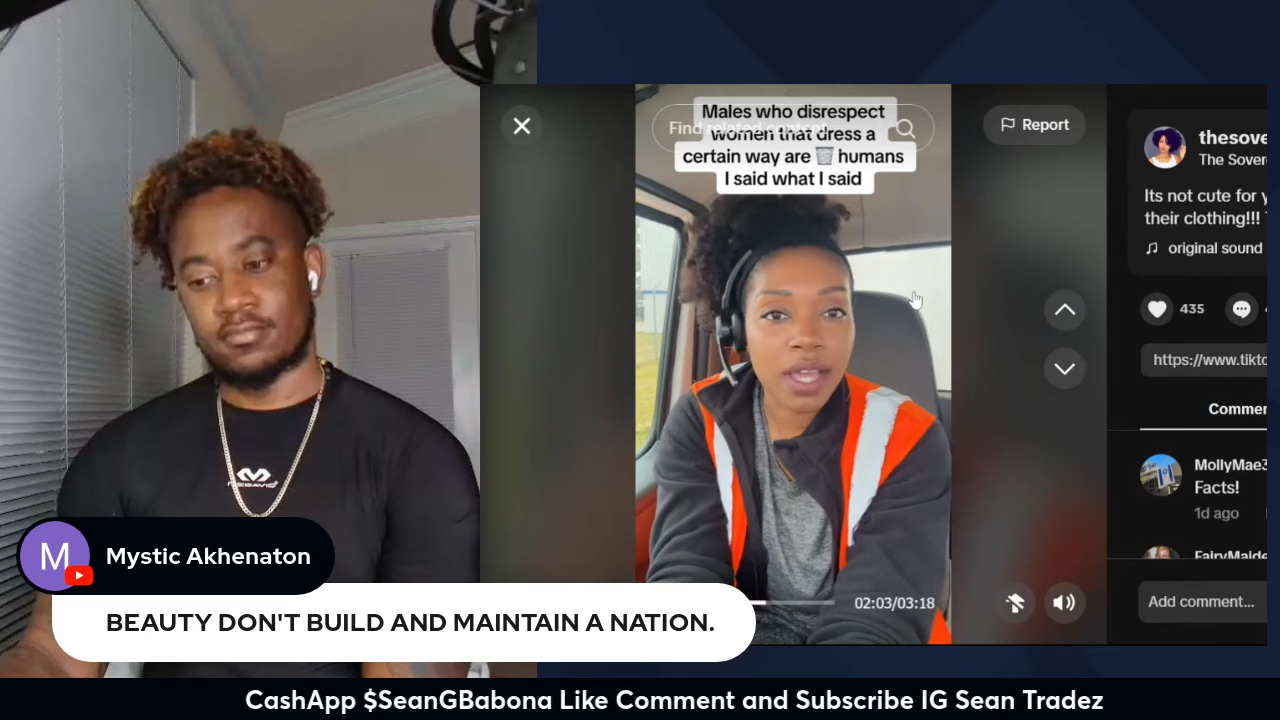 Males who disrespect
women that dress a
certain way are 🗑️ humans
I said what I said
Report
thesove
The Sover
Its not cute for y
their clothing!!!
original sound
435
https://www.tikto
Commer
MollyMae3
Facts!
1d ago
FairyMaide
Add comment...
02:03/03:18
M
Mystic Akhenaton
BEAUTY DON'T BUILD AND MAINTAIN A NATION.
CashApp $SeanGBabona Like Comment and Subscribe IG Sean Tradez